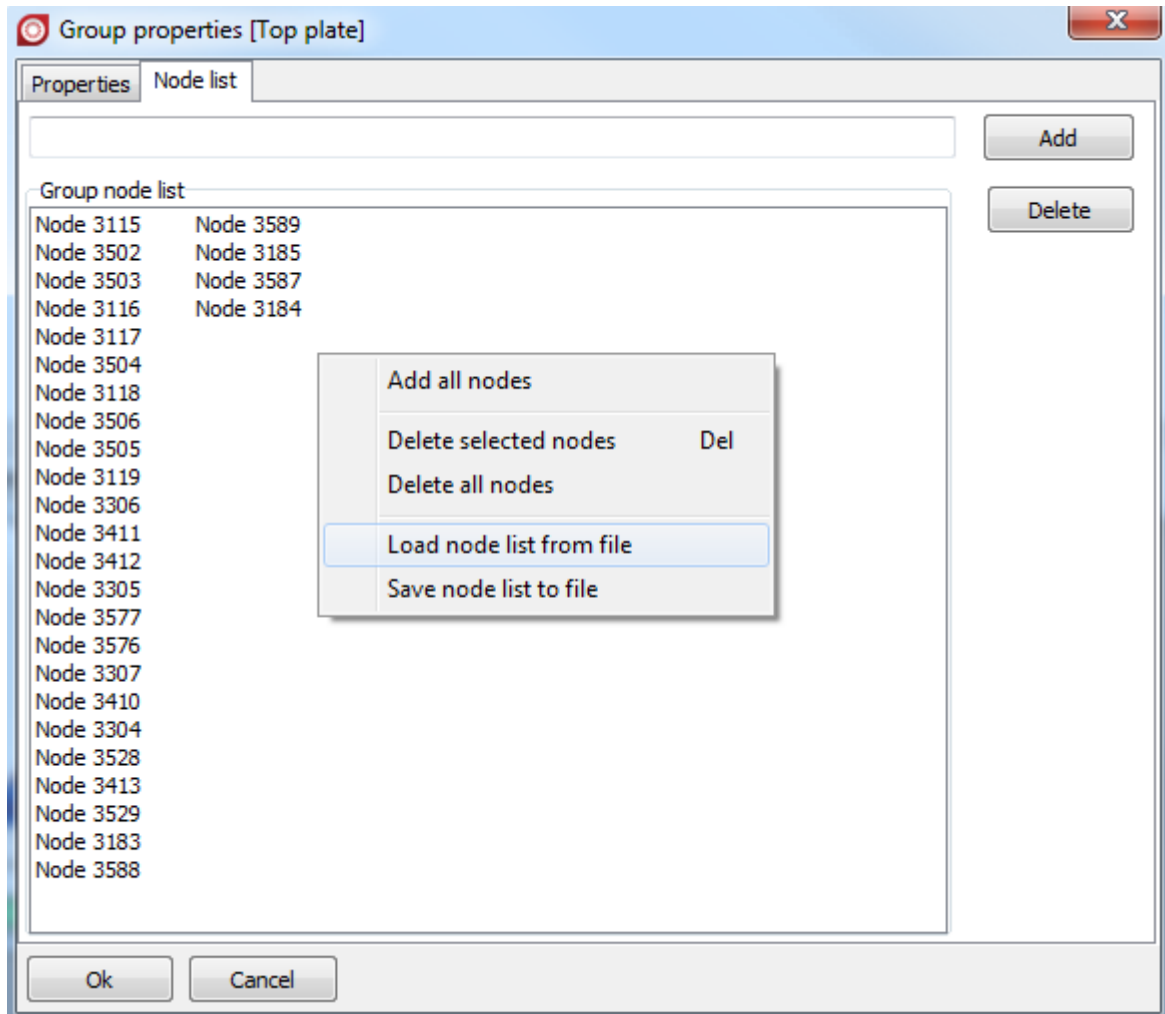 Group properties [Top plate]
Properties Node list
Add
Group node list
Delete
Node 3115 Node 3589
Node 3502 Node 3185
Node 3503 Node 3587
Node 3116 Node 3184
Node 3117
Node 3504
Node 3118
Node 3506
Node 3505
Node 3119
Node 3306
Node 3411
Node 3412
Node 3305
Node 3577
Node 3576
Node 3307
Node 3410
Node 3304
Node 3528
Node 3413
Node 3529
Node 3183
Node 3588
Add all nodes
Delete selected nodes Del
Delete all nodes
Load node list from file
Save node list to file
Ok Cancel